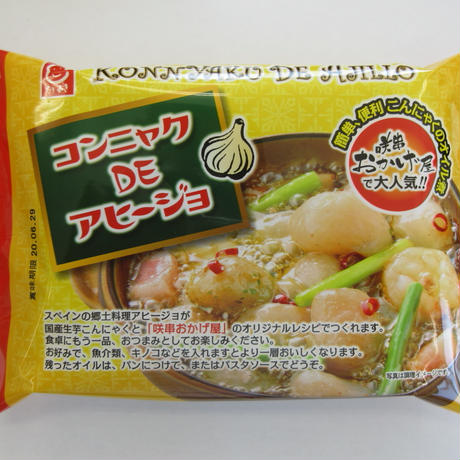 KONNYAKU DE AJILLO
簡単、便利 こんにゃくのオイル煮
コンニャク
DE
アヒージョ
咲串
おかげ屋
で大人気!!
賞味期限 20.06.29
スペインの郷土料理アヒージョが
国産生芋こんにゃくと「咲串おかげ屋」のオリジナルレシピでつくれます。
食卓にもう一品、おつまみとしてお楽しみください。
お好みで、魚介類、キノコなどを入れますとより一層おいしくなります。
残ったオイルは、パンにつけて、またはパスタソースでどうぞ。
写真は調理イメージです。